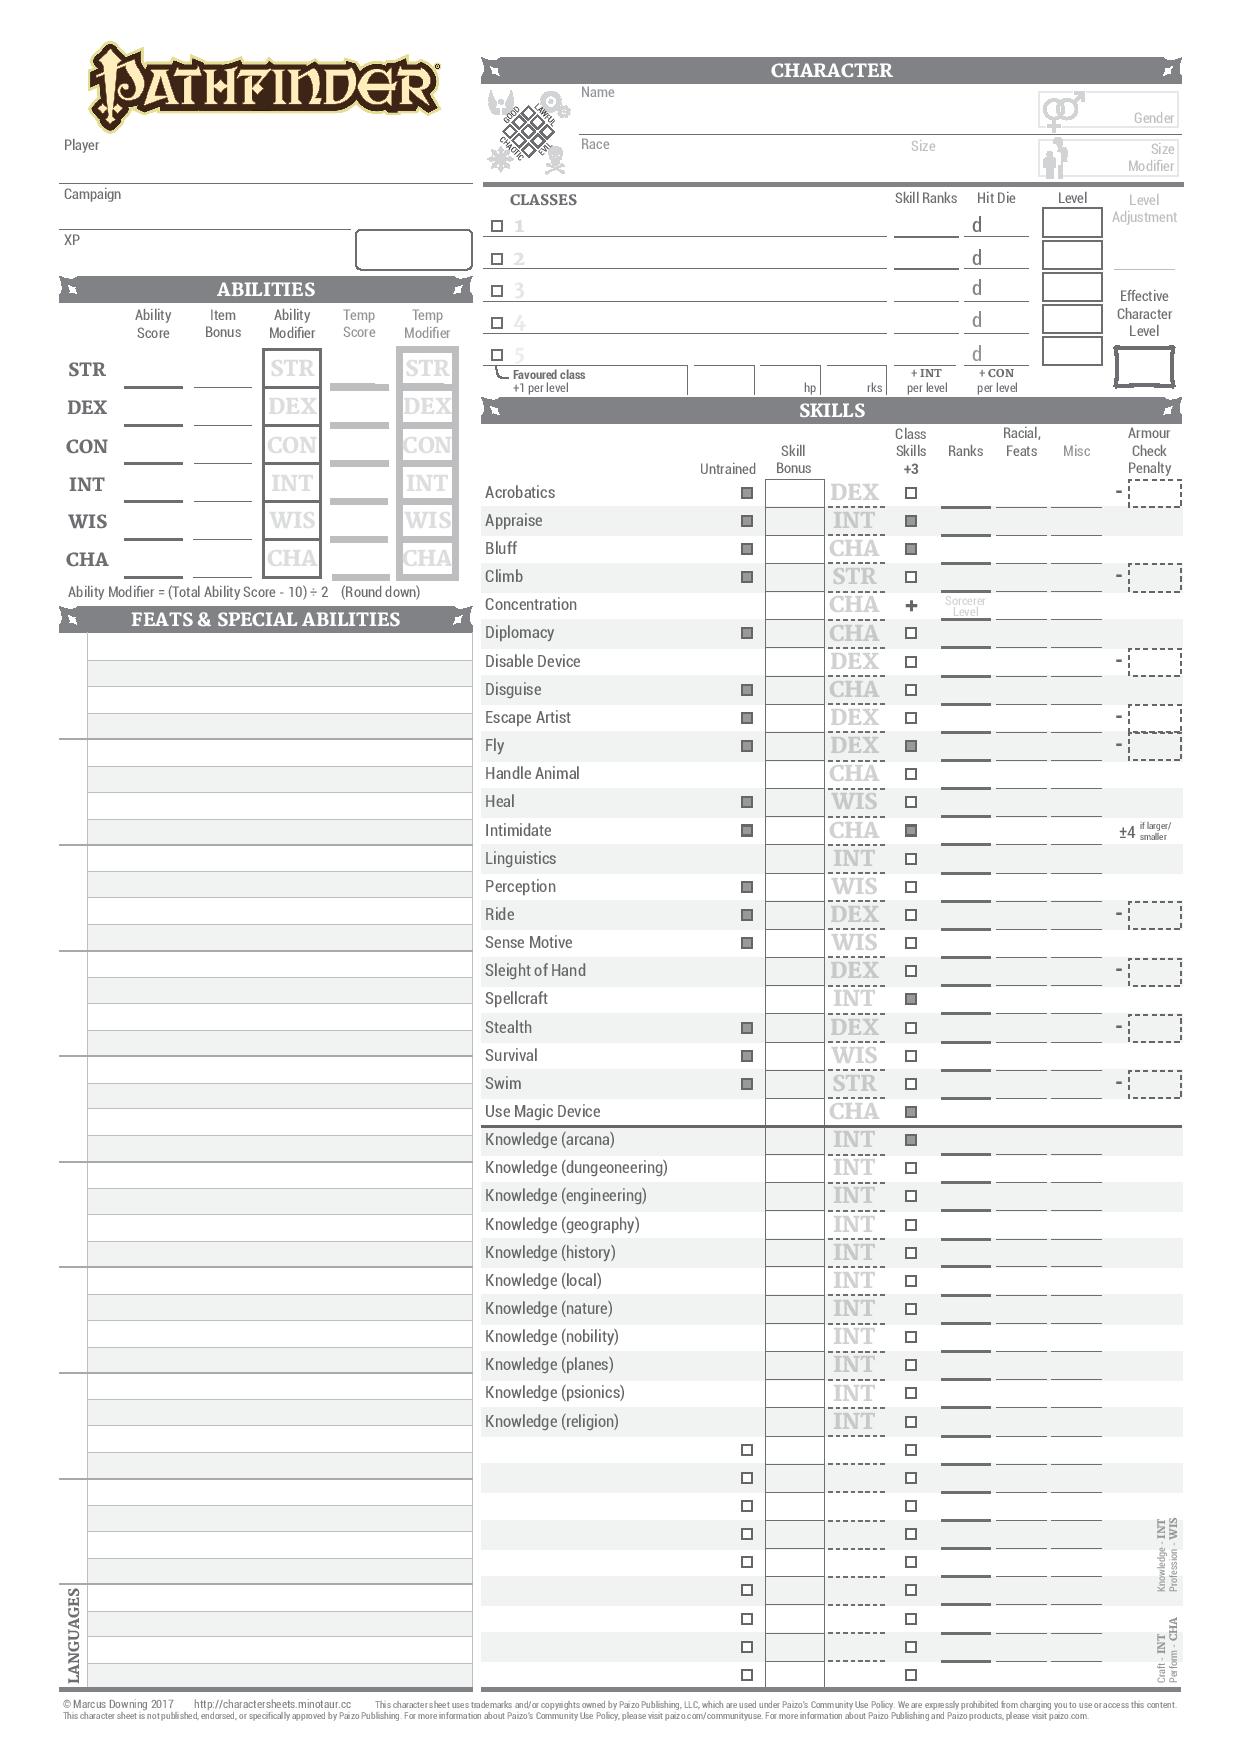 PATHFINDER
Player
Campaign
XP
CHARACTER
Name
Gender
Race
Size
Size
Modifier
GOOD
LAWFUL
CHAOTIC
EVIL
CLASSES
Skill Ranks
Hit Die
Level
Level
Adjustment
1
d
2
d
3
d
4
d
5
d
Effective
Character
Level
Favoured class
+1 per level
hp
rks
+ INT
per level
+ CON
per level
ABILITIES
Ability
Score
Item
Bonus
Ability
Modifier
Temp
Score
Temp
Modifier
STR STR STR
DEX DEX DEX
CON CON CON
INT INT INT
WIS WIS WIS
CHA CHA CHA
Ability Modifier = (Total Ability Score - 10) ÷ 2 (Round down)
FEATS & SPECIAL ABILITIES
LANGUAGES
SKILLS
Untrained
Skill
Bonus
Class
Skills
+3
Ranks
Racial,
Feats
Misc
Armour
Check
Penalty
Acrobatics DEX -
Appraise INT
Bluff CHA
Climb STR -
Concentration CHA + Sorcerer
Level
Diplomacy CHA
Disable Device DEX -
Disguise CHA
Escape Artist DEX -
Fly DEX -
Handle Animal CHA
Heal WIS
Intimidate CHA ±4 if larger/
smaller
Linguistics INT
Perception WIS
Ride DEX -
Sense Motive WIS
Sleight of Hand DEX -
Spellcraft INT
Stealth DEX -
Survival WIS
Swim STR -
Use Magic Device CHA
Knowledge (arcana) INT
Knowledge (dungeoneering) INT
Knowledge (engineering) INT
Knowledge (geography) INT
Knowledge (history) INT
Knowledge (local) INT
Knowledge (nature) INT
Knowledge (nobility) INT
Knowledge (planes) INT
Knowledge (psionics) INT
Knowledge (religion) INT
Knowledge - INT
Profession - WIS
Craft - INT
Perform - CHA
© Marcus Downing 2017 http://charactersheets.minotaur.cc This character sheet uses trademarks and/or copyrights owned by Paizo Publishing, LLC, which are used under Paizo's Community Use Policy. We are expressly prohibited from charging you to use or access this content.
This character sheet is not published, endorsed, or specifically approved by Paizo Publishing. For more information about Paizo's Community Use Policy, please visit paizo.com/communityuse. For more information about Paizo Publishing and Paizo products, please visit paizo.com.